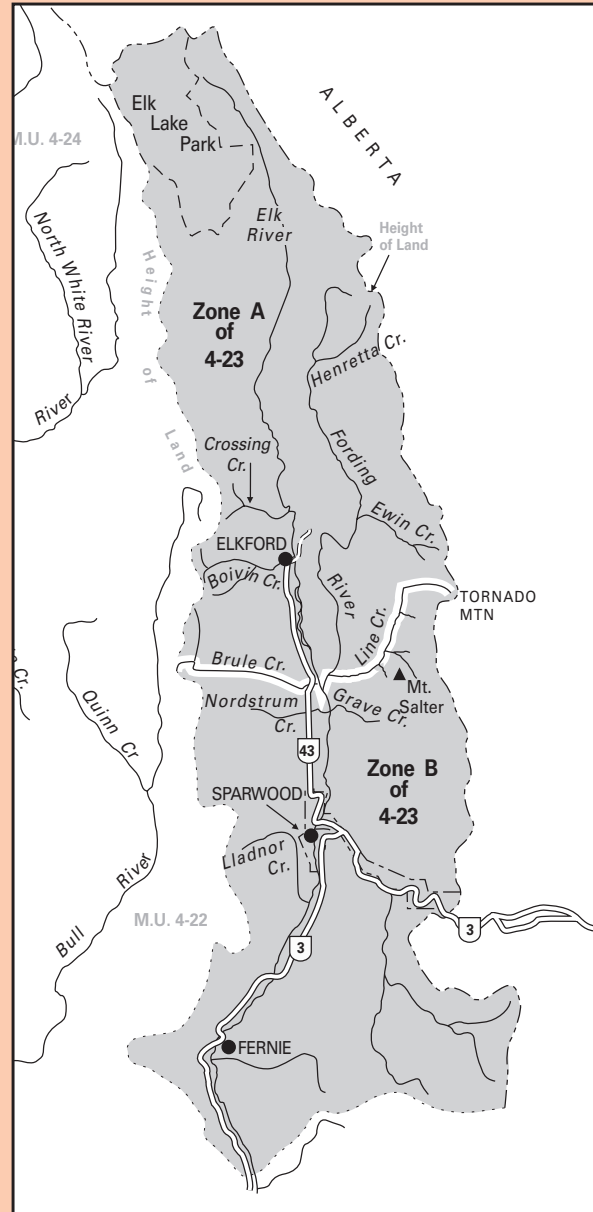 ALBERTA
Elk
Lake
Park
M.U. 4-24
Elk
River
Height
of Land
North White River
Height of Land
Zone A
of
4-23
Henretta Cr.
River
Fording
Crossing
Cr.
Ewin Cr.
ELKFORD
Boivin Cr.
River
TORNADO
MTN
Line Cr.
Brule Cr.
Mt.
Salter
Nordstrum
Cr.
Grave Cr.
Quinn Cr
43
Zone B
of
4-23
SPARWOOD
Lladnor
Cr.
River
M.U. 4-22
3
Bull
3
FERNIE